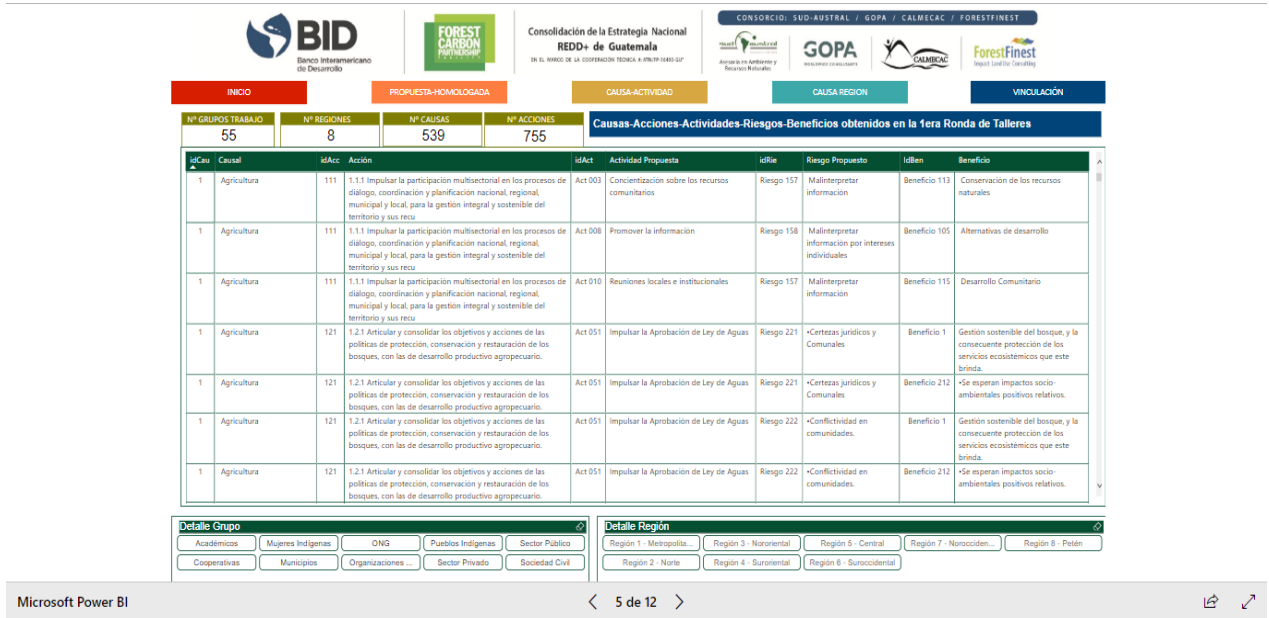 CONSORCIO: SUD-AUSTRAL / GOPA / CALMECAC / FORESTFINEST
BID
Banco Interamericano
de Desarrollo
FOREST
CARBON
PARTNERSHIP
Consolidación de la Estrategia Nacional
REDD+ de Guatemala
sud austral
Asesoría en Ambiente y
Recursos Naturales
GOPA
WORLDWIDE CONSULTANTS
CALMECAC
ForestFinest
Impact Land Use Consulting
INICIO
PROPUESTA-HOMOLOGADA
CAUSA-ACTIVIDAD
CAUSA REGION
VINCULACIÓN
Nº GRUPOS TRABAJO
55
Nº REGIONES
8
Nº CAUSAS
539
Nº ACCIONES
755
Causas-Acciones-Actividades-Riesgos-Beneficios obtenidos en la 1era Ronda de Talleres
idCau Causal idAcc Acción idAct Actividad Propuesta idRie Riesgo Propuesto IdBen Beneficio
1 Agricultura 111 1.1.1 Impulsar la participación multisectorial en los procesos de Act 003 Concientización sobre los recursos Riesgo 157 Malinterpretar Beneficio 113 Conservación de los recursos
diálogo, coordinación y planificación nacional, regional, comunitarios información naturales
municipal y local, para la gestión integral y sostenible del
territorio y sus recu
1 Agricultura 111 1.1.1 Impulsar la participación multisectorial en los procesos de Act 008 Promover la información Riesgo 158 Malinterpretar Beneficio 105 Alternativas de desarrollo
diálogo, coordinación y planificación nacional, regional, información por intereses
municipal y local, para la gestión integral y sostenible del individuales
territorio y sus recu
1 Agricultura 111 1.1.1 Impulsar la participación multisectorial en los procesos de Act 010 Reuniones locales e institucionales Riesgo 157 Malinterpretar Beneficio 115 Desarrollo Comunitario
diálogo, coordinación y planificación nacional, regional, información
municipal y local, para la gestión integral y sostenible del
territorio y sus recu
1 Agricultura 121 1.2.1 Articular y consolidar los objetivos y acciones de las Act 051 Impulsar la Aprobación de Ley de Aguas Riesgo 221 •Certezas jurídicos y Beneficio 1 Gestión sostenible del bosque, y la
políticas de protección, conservación y restauración de los Comunales consecuente protección de los
bosques, con las de desarrollo productivo agropecuario. servicios ecosistémicos que este
brinda.
1 Agricultura 121 1.2.1 Articular y consolidar los objetivos y acciones de las Act 051 Impulsar la Aprobación de Ley de Aguas Riesgo 221 •Certezas jurídicos y Beneficio 212 •Se esperan impactos socio-
políticas de protección, conservación y restauración de los Comunales ambientales positivos relativos.
bosques, con las de desarrollo productivo agropecuario.
1 Agricultura 121 1.2.1 Articular y consolidar los objetivos y acciones de las Act 051 Impulsar la Aprobación de Ley de Aguas Riesgo 222 •Conflictividad en Beneficio 1 Gestión sostenible del bosque, y la
políticas de protección, conservación y restauración de los comunidades. consecuente protección de los
bosques, con las de desarrollo productivo agropecuario. servicios ecosistémicos que este
brinda.
1 Agricultura 121 1.2.1 Articular y consolidar los objetivos y acciones de las Act 051 Impulsar la Aprobación de Ley de Aguas Riesgo 222 •Conflictividad en Beneficio 212 •Se esperan impactos socio-
políticas de protección, conservación y restauración de los comunidades. ambientales positivos relativos.
bosques, con las de desarrollo productivo agropecuario.
Detalle Grupo
Académicos Mujeres Indígenas ONG Pueblos Indígenas Sector Público
Cooperativas Municipios Organizaciones ... Sector Privado Sociedad Civil
Detalle Región
Región 1 - Metropolita... Región 3 - Nororiental Región 5 - Central Región 7 - Noroccciden... Región 8 - Petén
Región 2 - Norte Región 4 - Suroriental Región 6 - Suroccidental
Microsoft Power BI
5 de 12